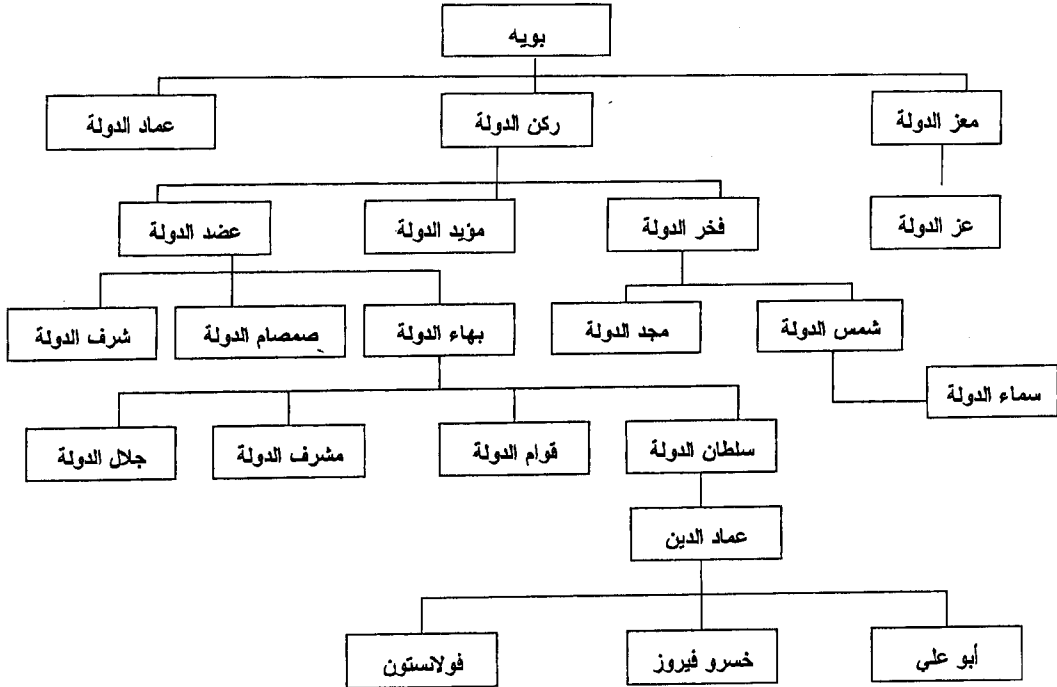 بويه
معز الدولة
ركن الدولة
عماد الدولة
عز الدولة
فخر الدولة
مؤيد الدولة
عضد الدولة
شمس الدولة
مجد الدولة
بهاء الدولة
صمصام الدولة
شرف الدولة
سماء الدولة
سلطان الدولة
قوام الدولة
مشرف الدولة
جلال الدولة
عماد الدين
أبو علي
خسرو فيروز
فولانستون